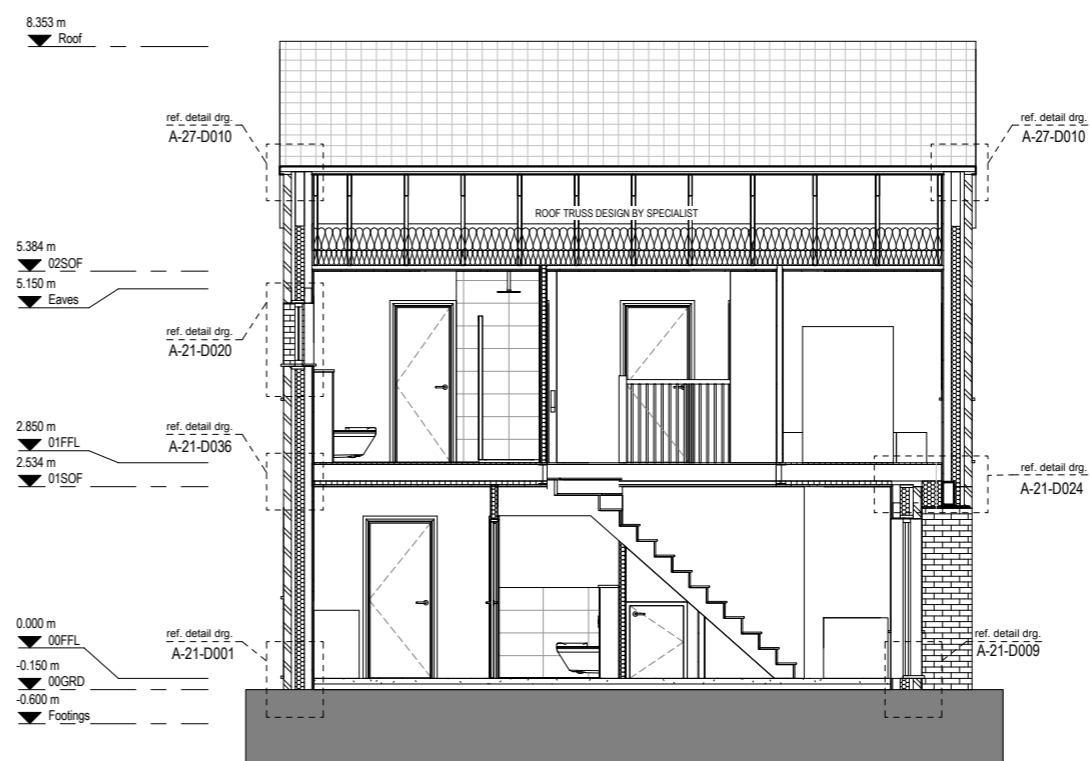 8.353 m
Roof
ref. detail drg.
A-27-D010
ref. detail drg.
A-27-D010
ROOF TRUSS DESIGN BY SPECIALIST
5.384 m
02SOF
5.150 m
Eaves
ref. detail drg.
A-21-D020
2.850 m
01FFL
2.534 m
01SOF
ref. detail drg.
A-21-D036
ref. detail drg.
A-21-D024
0.000 m
00FFL
-0.150 m
00GRD
-0.600 m
Footings
ref. detail drg.
A-21-D001
ref. detail drg.
A-21-D009